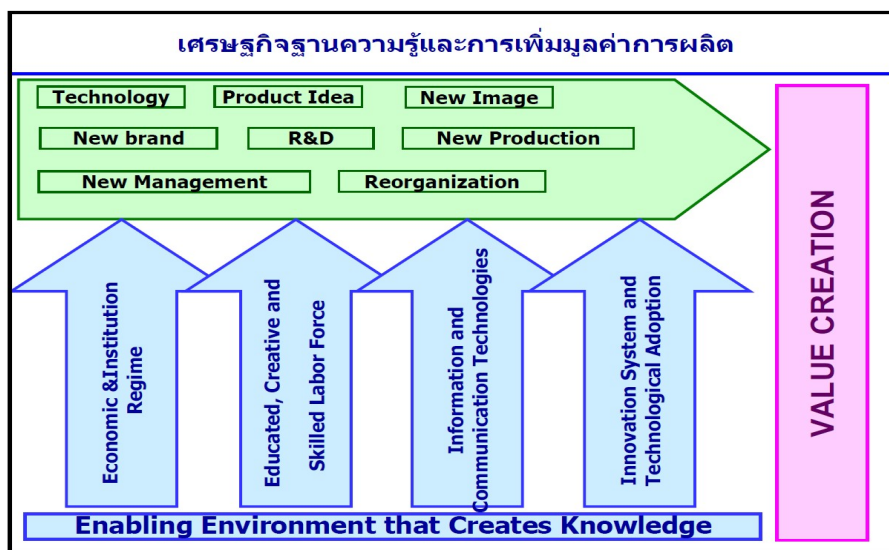 เศรษฐกิจฐานความรู้และการเพิ่มมูลค่าการผลิต
Technology
Product Idea
New Image
New brand
R&D
New Production
New Management
Reorganization
Economic &Institution
Regime
Educated, Creative and
Skilled Labor Force
Information and
Communication Technologies
Innovation System and
Technological Adoption
VALUE CREATION
Enabling Environment that Creates Knowledge